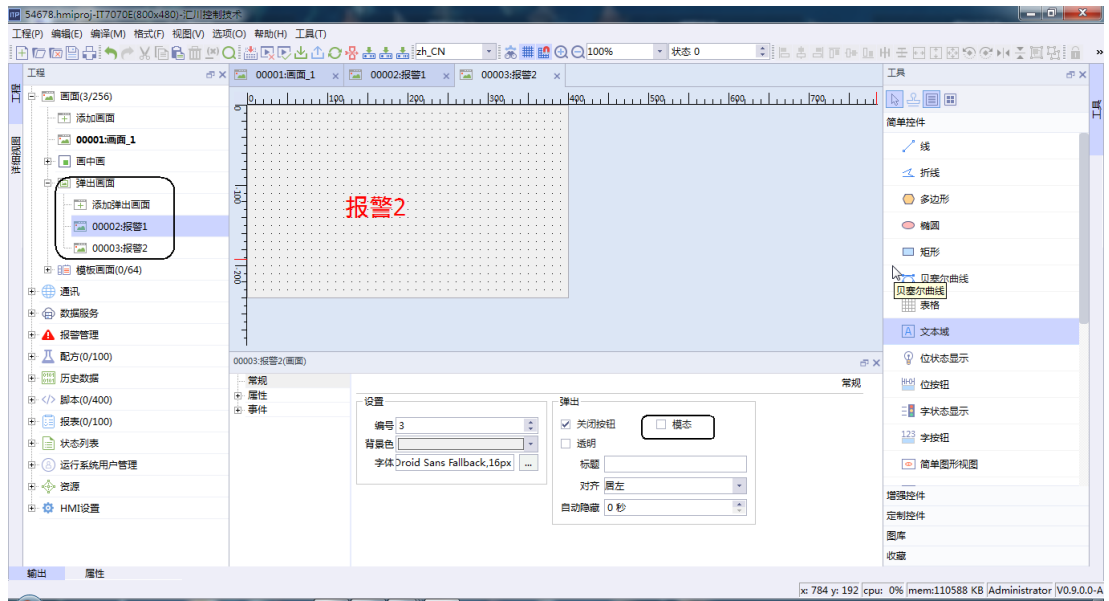 54678.hmiproj-IT7070E(800x480)-汇川控制技术
工程(P) 编辑(E) 编译(M) 格式(F) 视图(V) 选项(O) 帮助(H) 工具(T)
zh_CN 100% 状态 0 »
工程
详细视图
工程
画面(3/256)
添加画面
00001:画面_1
画中画
弹出画面
添加弹出画面
00002:报警1
00003:报警2
模板画面(0/64)
通讯
数据服务
报警管理
配方(0/100)
历史数据
脚本(0/400)
报表(0/100)
状态列表
运行系统用户管理
资源
HMI设置
00001:画面_1 × 00002:报警1 × 00003:报警2 ×
0 100 200 300 400 500 600 700
0
100
200
报警2
00003:报警2(画面)
常规
属性
事件
常规
设置
编号 3
背景色
字体 Droid Sans Fallback,16px ...
弹出
关闭按钮 模态
透明
标题
对齐 居左
自动隐藏 0 秒
工具
工具
简单控件
线
折线
多边形
椭圆
矩形
贝塞尔曲线
贝塞尔曲线
表格
文本域
位状态显示
位按钮
字状态显示
字按钮
简单图形视图
增强控件
定制控件
图库
收藏
输出 属性
x: 784 y: 192 cpu: 0% mem:110588 KB Administrator V0.9.0.0-A